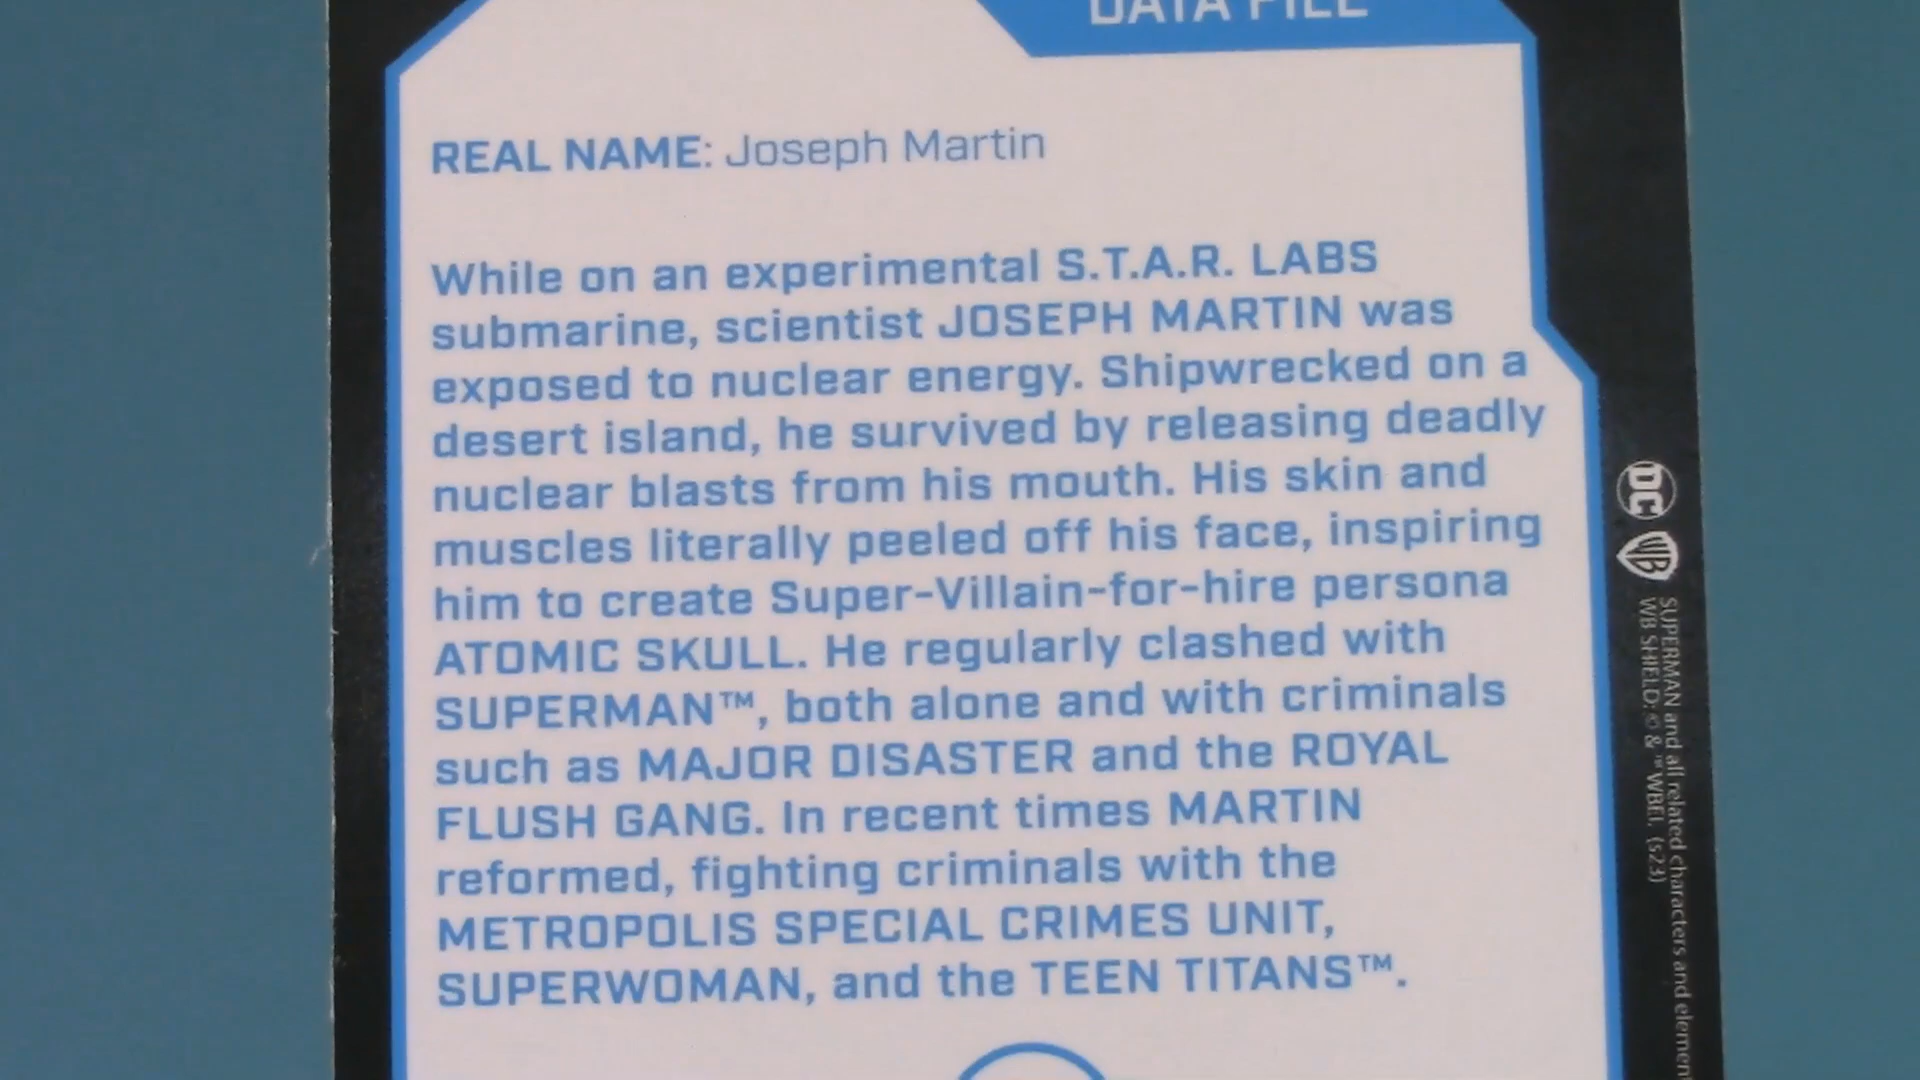 DATA FILE
REAL NAME: Joseph Martin
While on an experimental S.T.A.R. LABS
submarine, scientist JOSEPH MARTIN was
exposed to nuclear energy. Shipwrecked on a
desert island, he survived by releasing deadly
nuclear blasts from his mouth. His skin and
muscles literally peeled off his face, inspiring
him to create Super-Villain-for-hire persona
ATOMIC SKULL. He regularly clashed with
SUPERMAN™, both alone and with criminals
such as MAJOR DISASTER and the ROYAL
FLUSH GANG. In recent times MARTIN
reformed, fighting criminals with the
METROPOLIS SPECIAL CRIMES UNIT,
SUPERWOMAN, and the TEEN TITANS™.
DC
WB
SUPERMAN and all related characters and element
WB SHIELD: © & ™ WBEI. (s23)